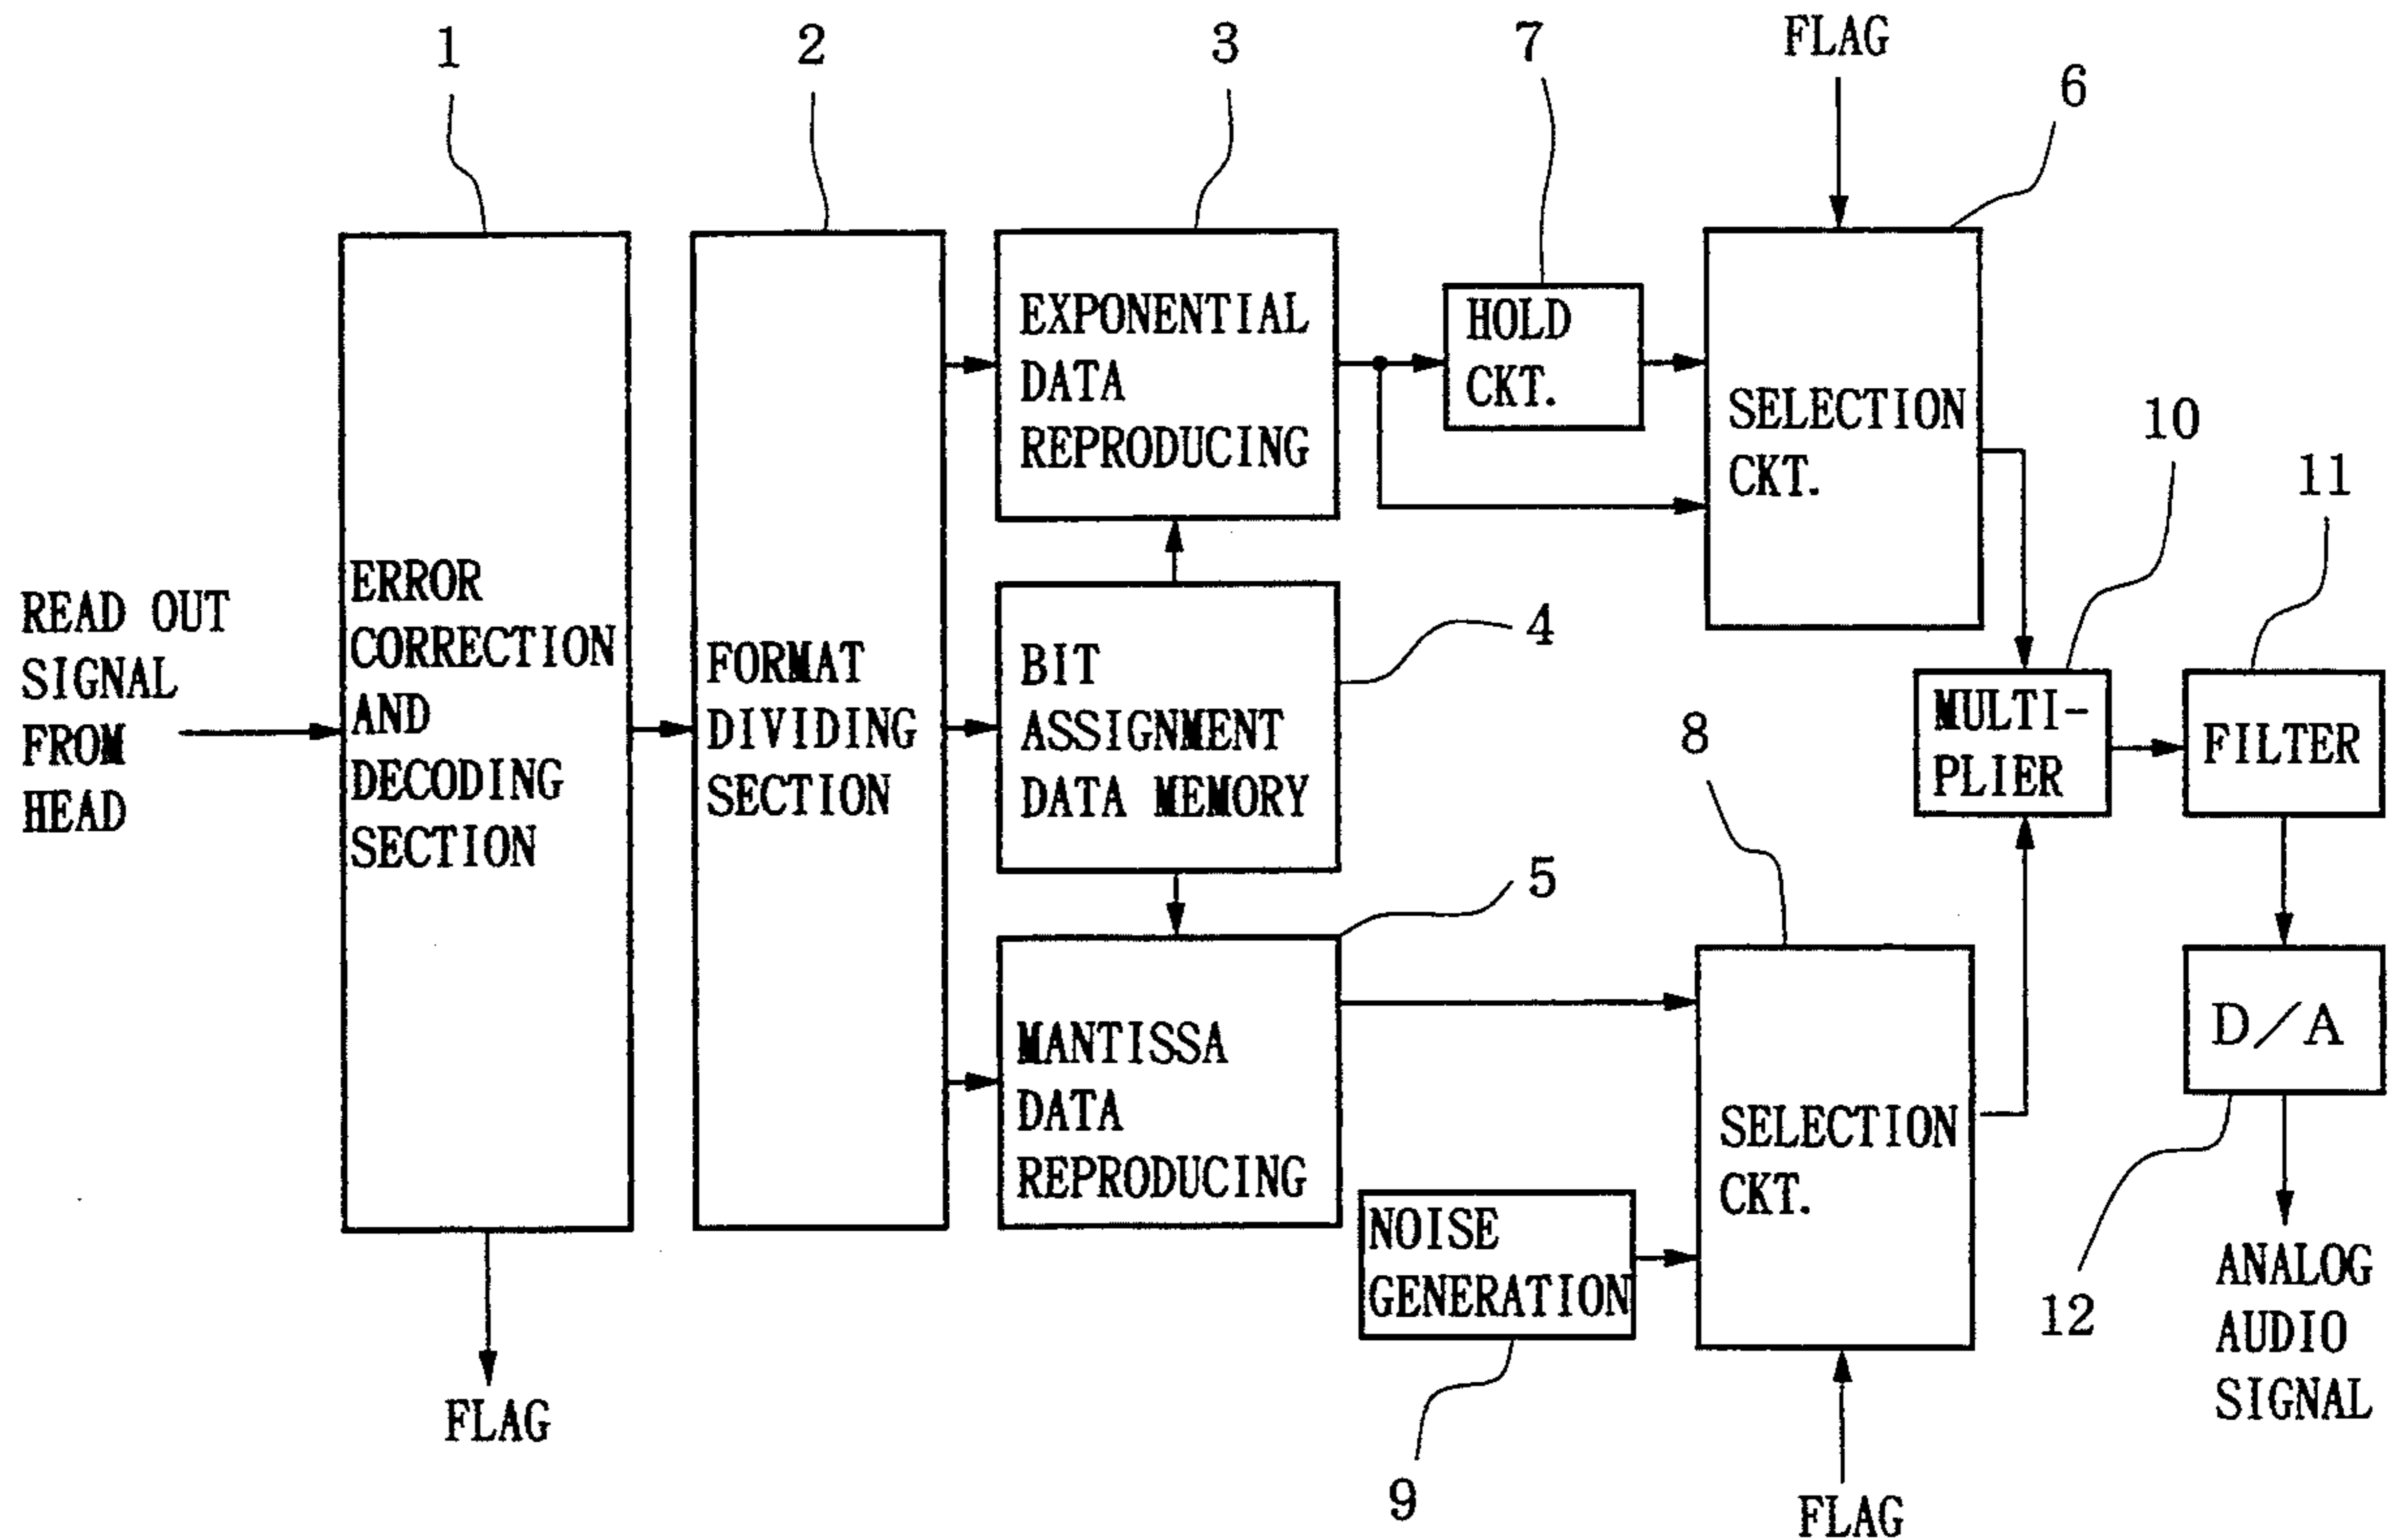 1
2
3
7
FLAG
6
READ OUT
SIGNAL
FROM
HEAD
ERROR
CORRECTION
AND
DECODING
SECTION
FORMAT
DIVIDING
SECTION
EXPONENTIAL
DATA
REPRODUCING
HOLD
CKT.
SELECTION
CKT.
10
11
4
BIT
ASSIGNMENT
DATA MEMORY
MULTI-
PLIER
FILTER
8
5
MANTISSA
DATA
REPRODUCING
NOISE
GENERATION
SELECTION
CKT.
D/A
12
ANALOG
AUDIO
SIGNAL
FLAG
9
FLAG